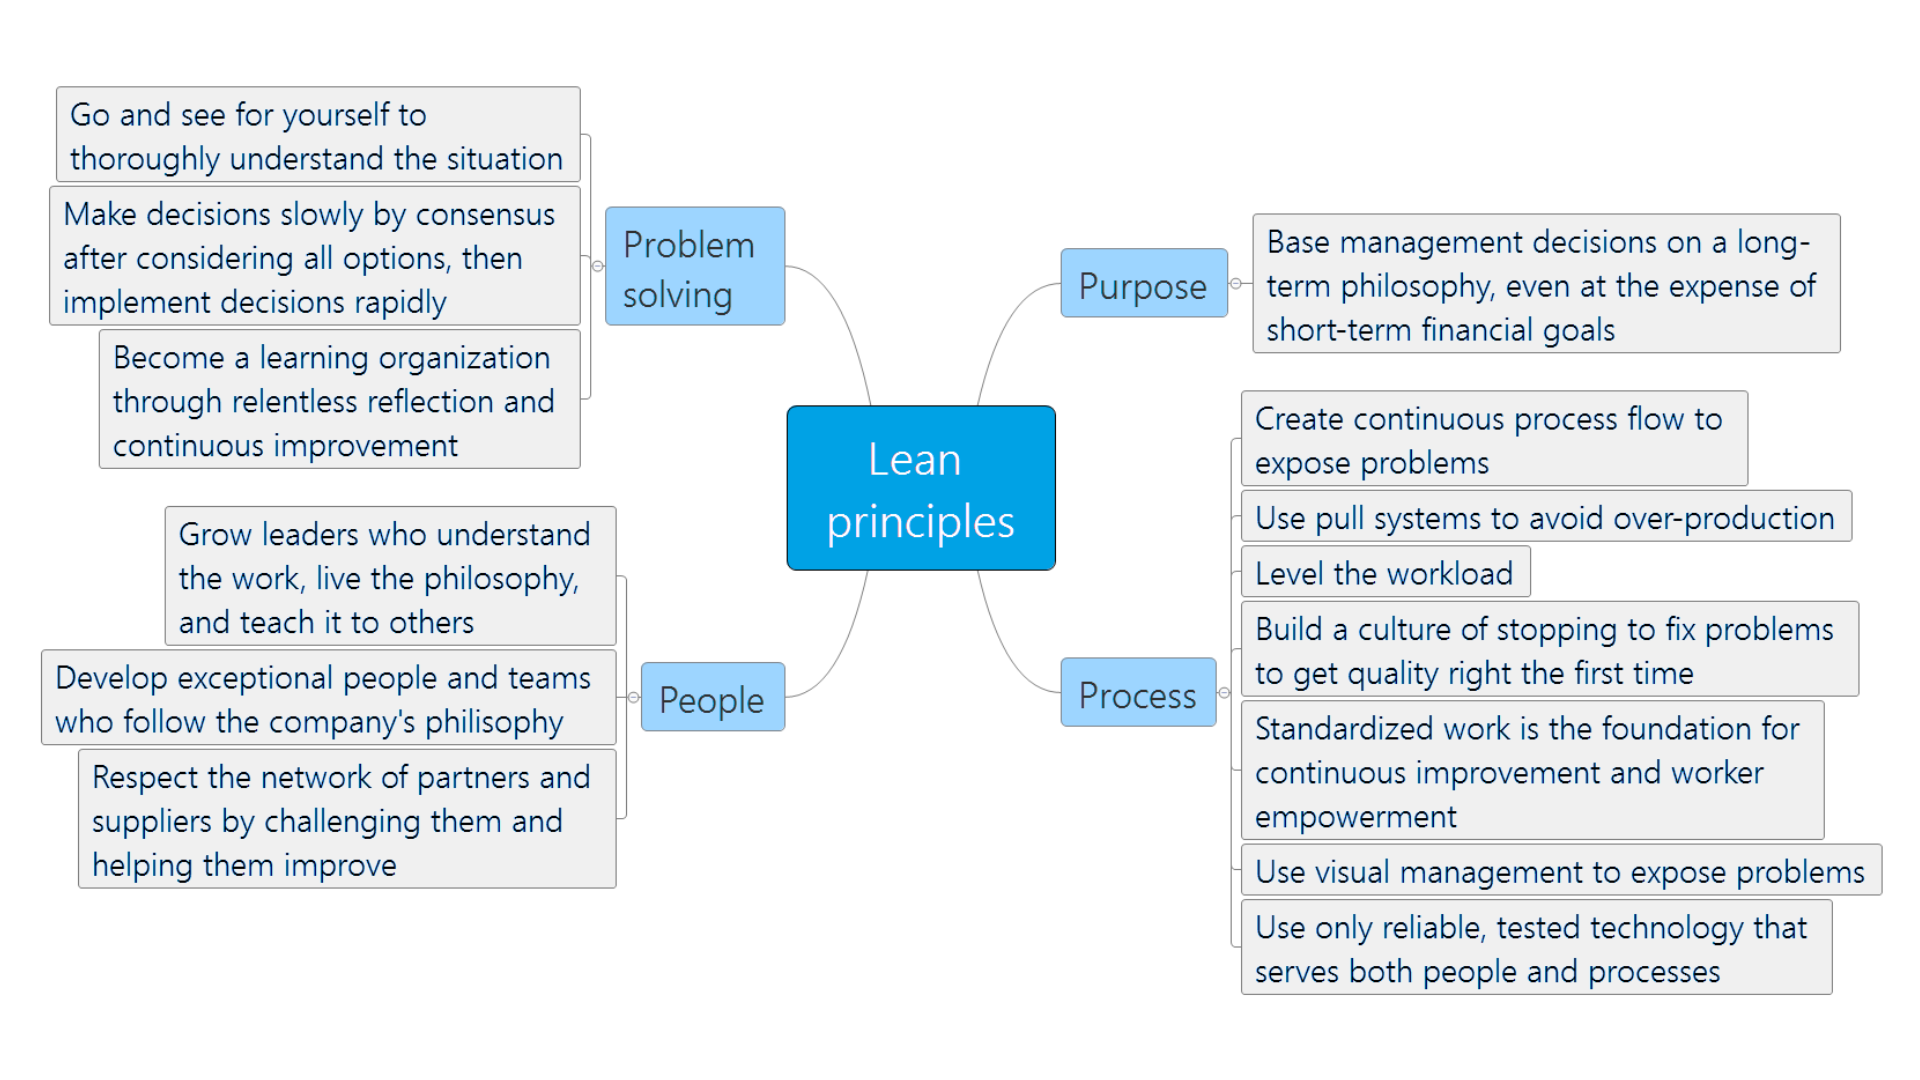 Lean
principles
Purpose
Base management decisions on a long-
term philosophy, even at the expense of
short-term financial goals
Process
Create continuous process flow to
expose problems
Use pull systems to avoid over-production
Level the workload
Build a culture of stopping to fix problems
to get quality right the first time
Standardized work is the foundation for
continuous improvement and worker
empowerment
Use visual management to expose problems
Use only reliable, tested technology that
serves both people and processes
People
Grow leaders who understand
the work, live the philosophy,
and teach it to others
Develop exceptional people and teams
who follow the company's philisophy
Respect the network of partners and
suppliers by challenging them and
helping them improve
Problem
solving
Go and see for yourself to
thoroughly understand the situation
Make decisions slowly by consensus
after considering all options, then
implement decisions rapidly
Become a learning organization
through relentless reflection and
continuous improvement